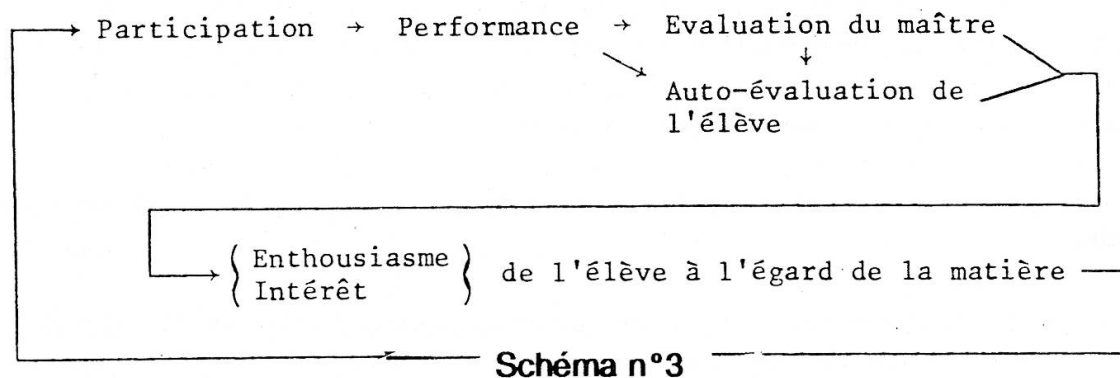 → Participation → Performance → Evaluation du maître
↓
↘ Auto-évaluation de
l'élève
→ { Enthousiasme
Intérêt } de l'élève à l'égard de la matière
Schéma n°3